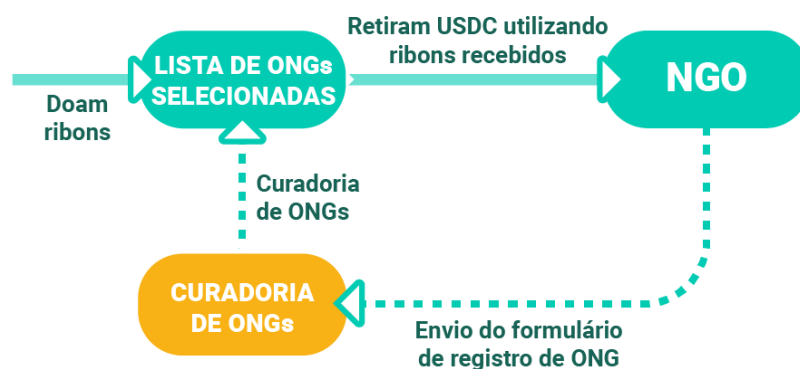 Retiram USDC utilizando
ribons recebidos
LISTA DE ONGs
SELECIONADAS
NGO
Doam
ribons
Curadoria
de ONGs
CURADORIA
DE ONGs
Envio do formulário
de registro de ONG